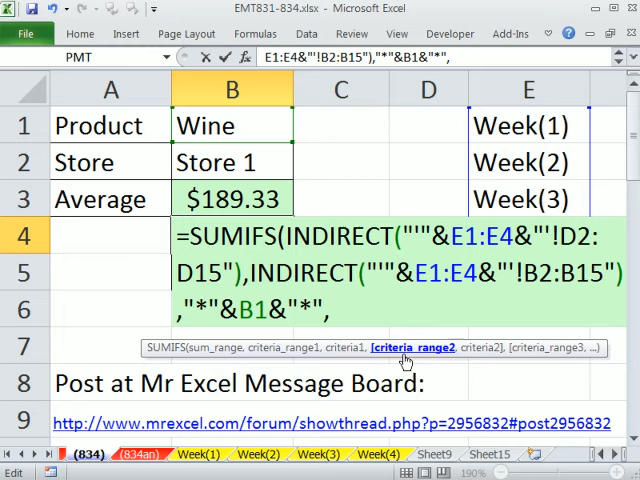 EMT831-834.xlsx - Microsoft Excel
File Home Insert Page Layout Formulas Data Review Developer Add-Ins
PMT E1:E4&"'!B2:B15"),"*"&B1&"*",
A B C D E
1 Product Wine Week(1)
2 Store Store 1 Week(2)
3 Average $189.33 Week(3)
4 =SUMIFS(INDIRECT("'"&E1:E4&"'!D2:
5 D15"),INDIRECT("'"&E1:E4&"'!B2:B15")
6 ,"*"&B1&"*",
7 SUMIFS(sum_range, criteria_range1, criteria1, [criteria_range2, criteria2], [criteria_range3, ...)
8 Post at Mr Excel Message Board:
9 http://www.mrexcel.com/forum/showthread.php?p=2956832#post2956832
(834) (834an) Week(1) Week(2) Week(3) Week(4) Sheet9 Sheet15
Edit 190%